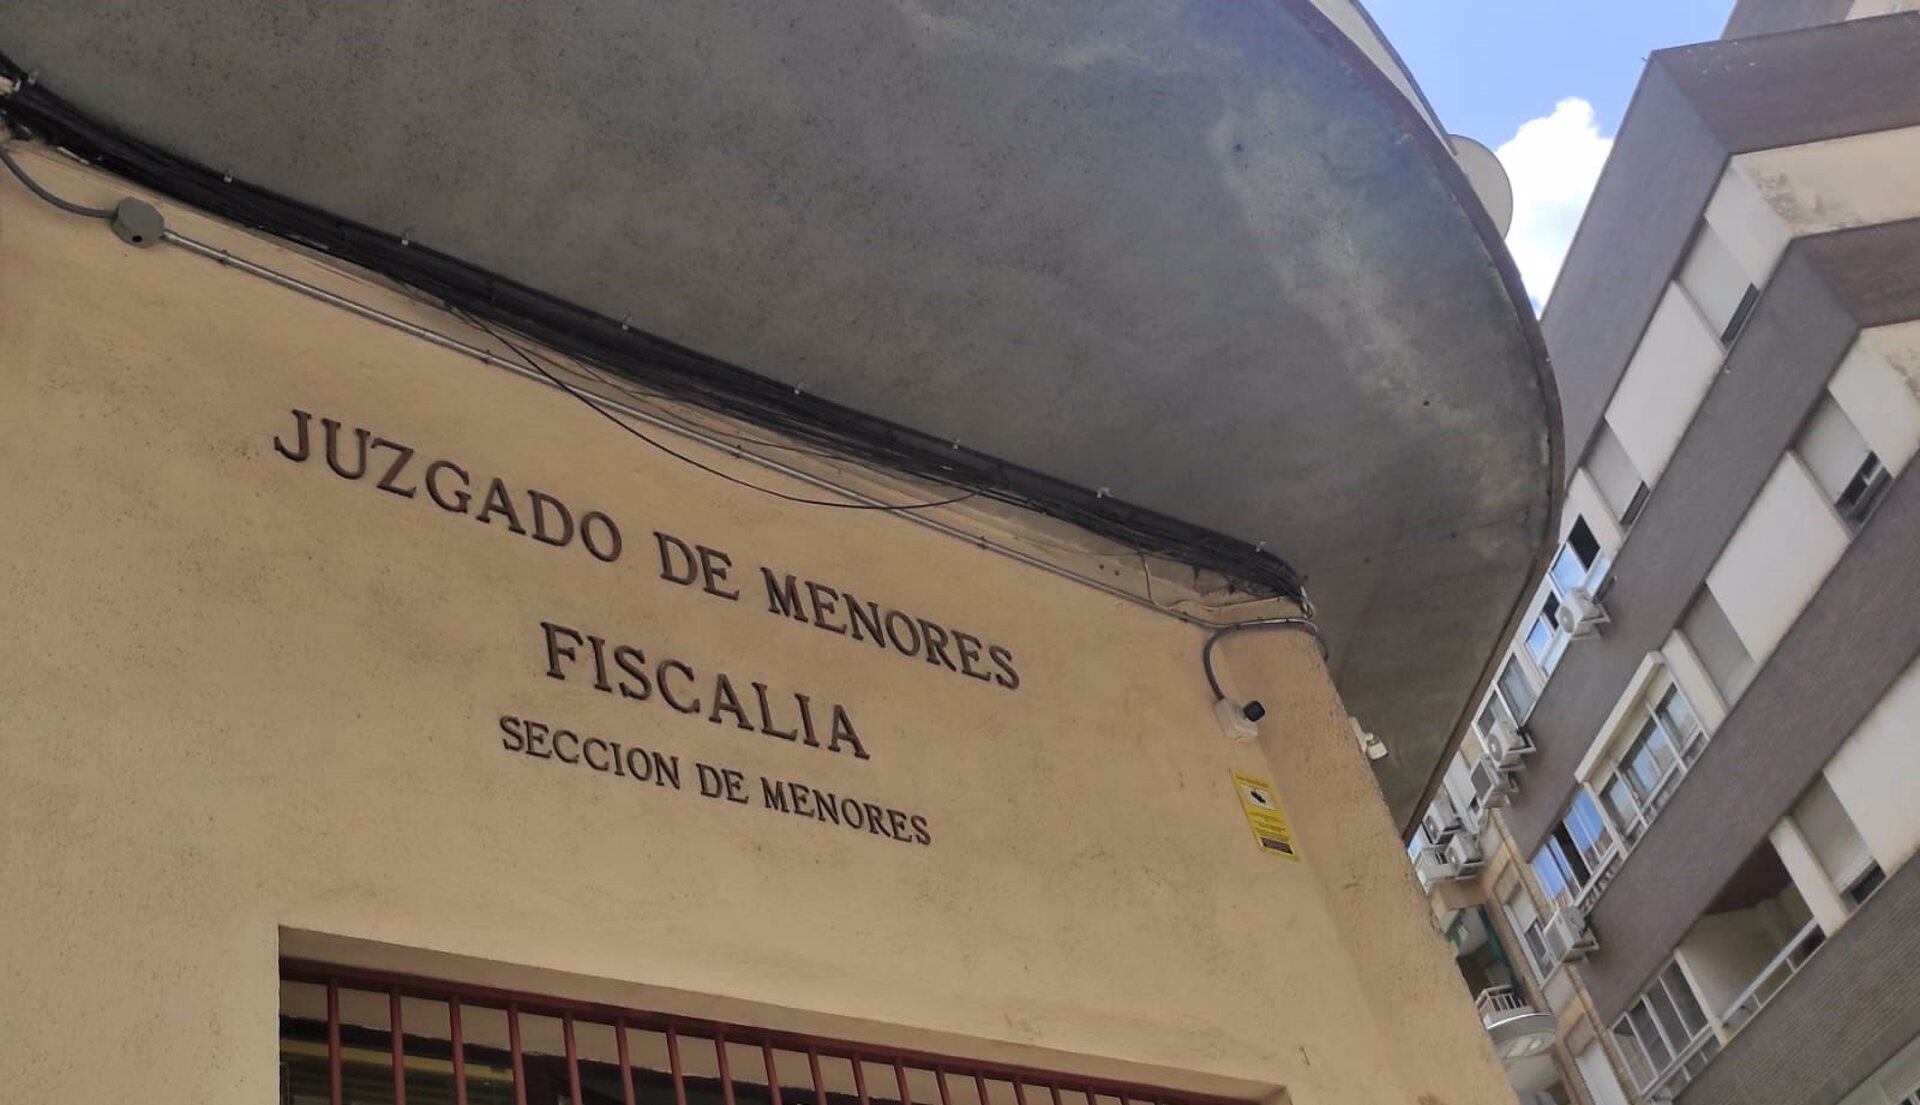 JUZGADO DE MENORES
FISCALIA
SECCION DE MENORES